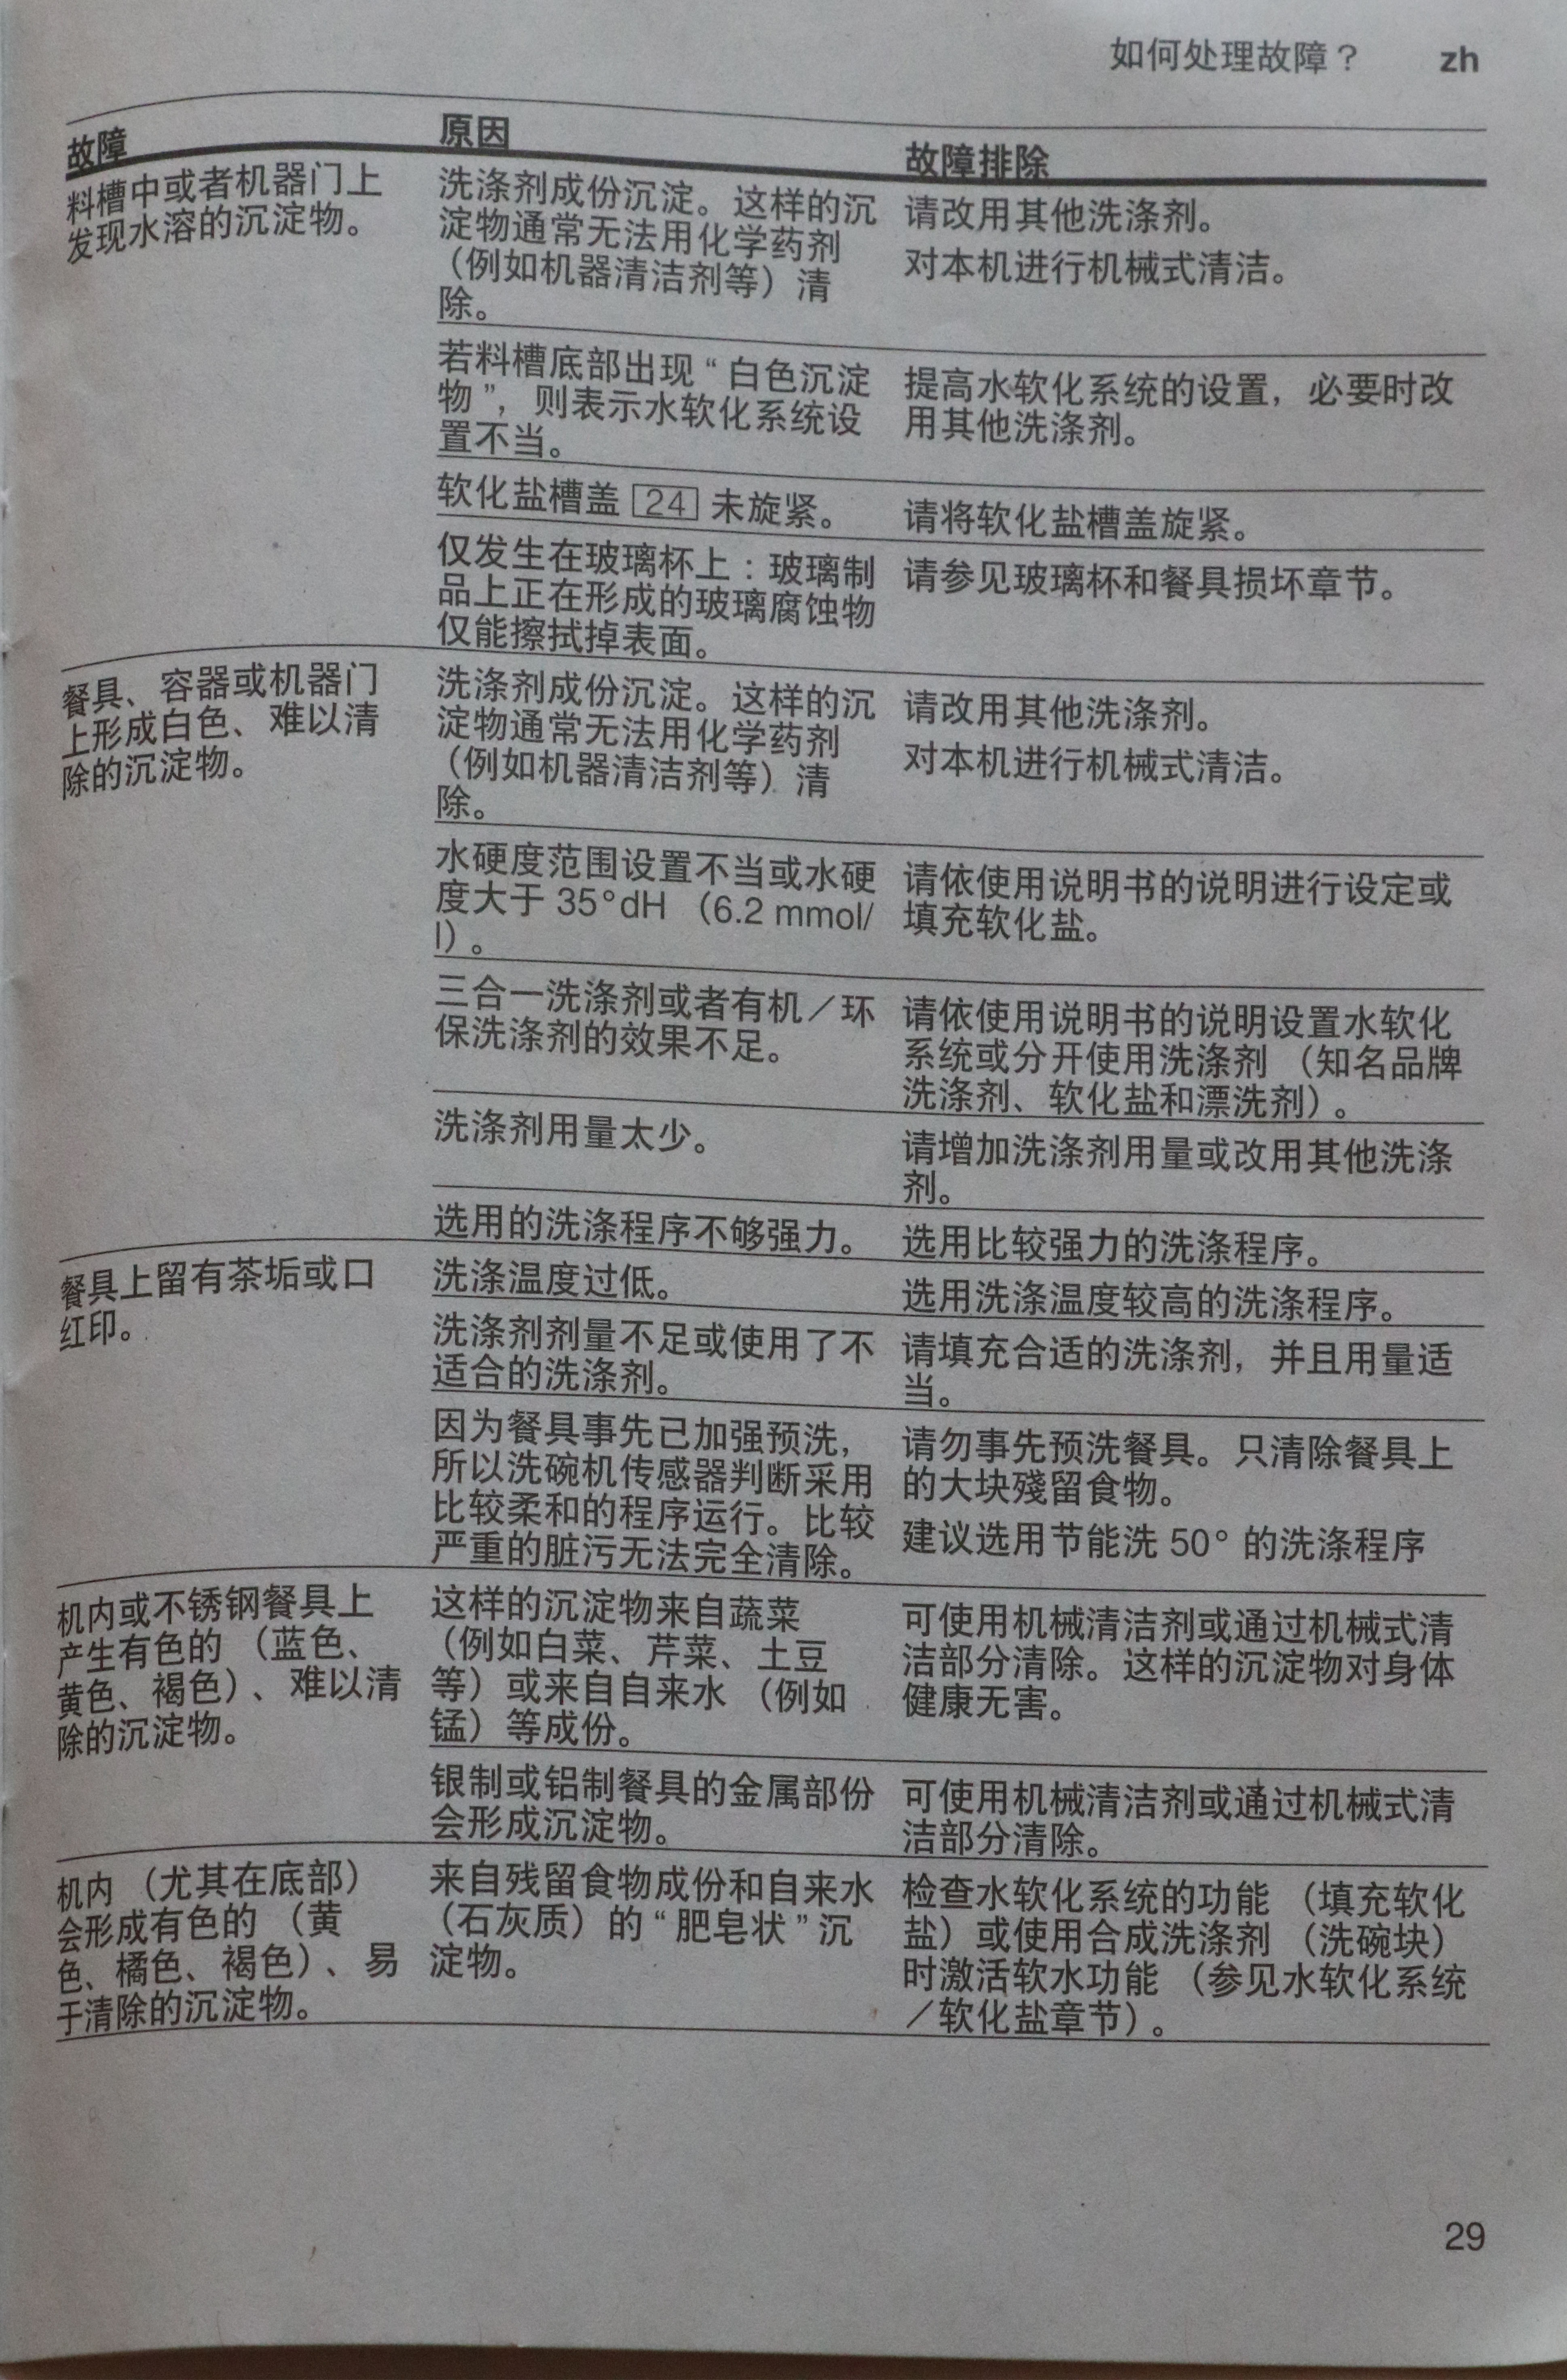 如何处理故障？ zh
故障
原因
故障排除
料槽中或者机器门上
发现水溶的沉淀物。
洗涤剂成份沉淀。这样的沉
淀物通常无法用化学药剂
（例如机器清洁剂等）清
除。
请改用其他洗涤剂。
对本机进行机械式清洁。
若料槽底部出现“白色沉淀
物”，则表示水软化系统设
置不当。
提高水软化系统的设置，必要时改
用其他洗涤剂。
软化盐槽盖 24 未旋紧。
请将软化盐槽盖旋紧。
仅发生在玻璃杯上：玻璃制
品上正在形成的玻璃腐蚀物
仅能擦拭掉表面。
请参见玻璃杯和餐具损坏章节。
餐具、容器或机器门
上形成白色、难以清
除的沉淀物。
洗涤剂成份沉淀。这样的沉
淀物通常无法用化学药剂
（例如机器清洁剂等）清
除。
请改用其他洗涤剂。
对本机进行机械式清洁。
水硬度范围设置不当或水硬
度大于 35°dH （6.2 mmol/
l）。
请依使用说明书的说明进行设定或
填充软化盐。
三合一洗涤剂或者有机／环
保洗涤剂的效果不足。
请依使用说明书的说明设置水软化
系统或分开使用洗涤剂 （知名品牌
洗涤剂、软化盐和漂洗剂）。
洗涤剂用量太少。
请增加洗涤剂用量或改用其他洗涤
剂。
选用的洗涤程序不够强力。
选用比较强力的洗涤程序。
餐具上留有茶垢或口
红印。
洗涤温度过低。
选用洗涤温度较高的洗涤程序。
洗涤剂剂量不足或使用了不
适合的洗涤剂。
请填充合适的洗涤剂，并且用量适
当。
因为餐具事先已加强预洗，
所以洗碗机传感器判断采用
比较柔和的程序运行。比较
严重的脏污无法完全清除。
请勿事先预洗餐具。只清除餐具上
的大块殘留食物。
建议选用节能洗 50° 的洗涤程序
机内或不锈钢餐具上
产生有色的 （蓝色、
黄色、褐色）、难以清
除的沉淀物。
这样的沉淀物来自蔬菜
（例如白菜、芹菜、土豆
等）或来自自来水 （例如
锰）等成份。
可使用机械清洁剂或通过机械式清
洁部分清除。这样的沉淀物对身体
健康无害。
银制或铝制餐具的金属部份
会形成沉淀物。
可使用机械清洁剂或通过机械式清
洁部分清除。
机内 （尤其在底部）
会形成有色的 （黄
色、橘色、褐色）、易
于清除的沉淀物。
来自残留食物成份和自来水
（石灰质）的“肥皂状”沉
淀物。
检查水软化系统的功能 （填充软化
盐）或使用合成洗涤剂 （洗碗块）
时激活软水功能 （参见水软化系统
／软化盐章节）。
29